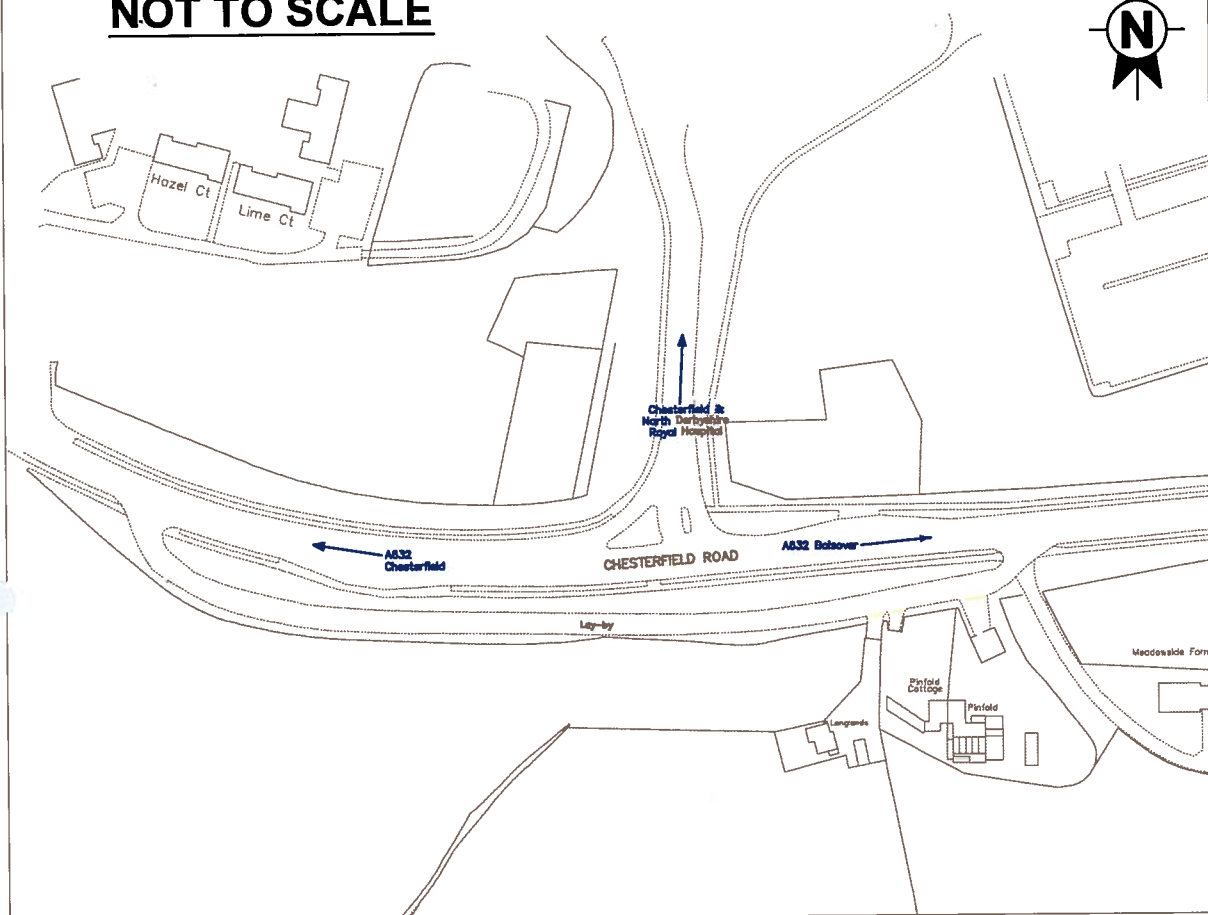 NOT TO SCALE
N
Hazel Ct
Lime Ct
Chesterfield &
North Derbyshire
Royal Hospital
A632
Chesterfield
CHESTERFIELD ROAD
A632 Bolsover
Lay-by
Meadowside Farm
Pinfold
Cottage
Pinfold
Langlands